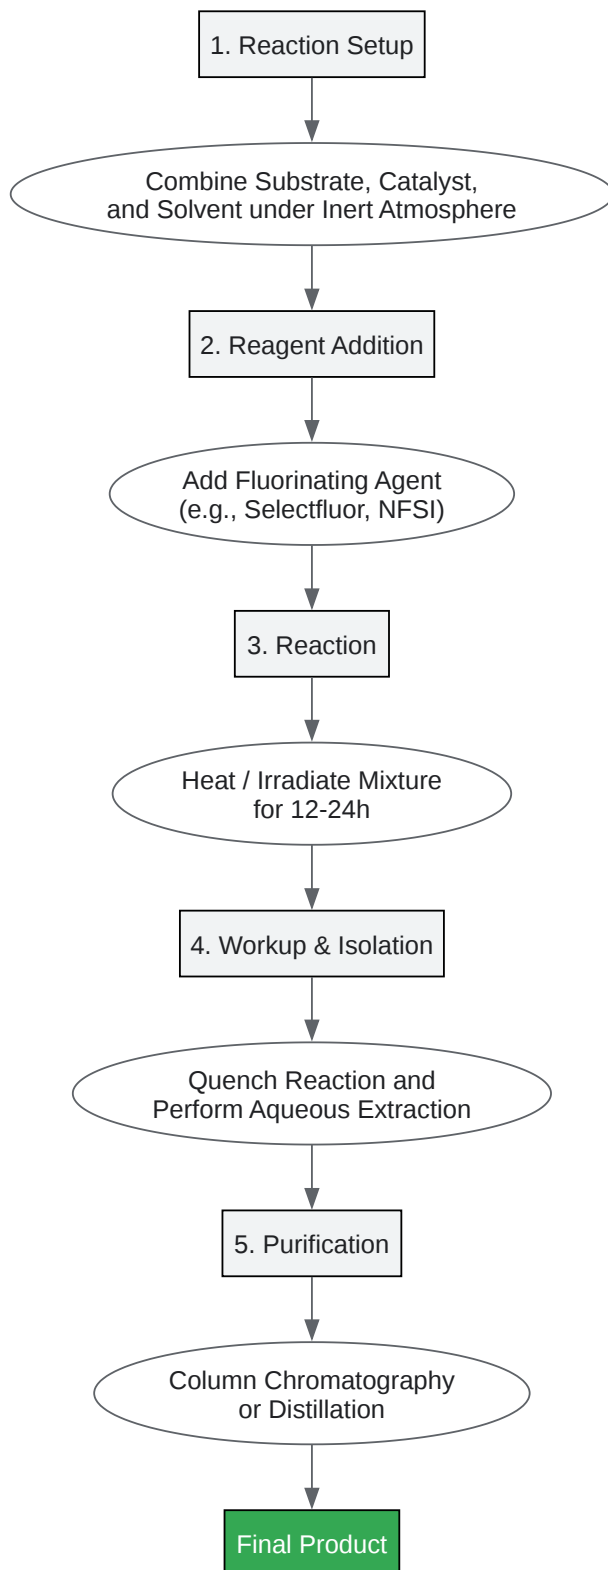 1. Reaction Setup
Combine Substrate, Catalyst,
and Solvent under Inert Atmosphere
2. Reagent Addition
Add Fluorinating Agent
(e.g., Selectfluor, NFSI)
3. Reaction
Heat / Irradiate Mixture
for 12-24h
4. Workup & Isolation
Quench Reaction and
Perform Aqueous Extraction
5. Purification
Column Chromatography
or Distillation
Final Product